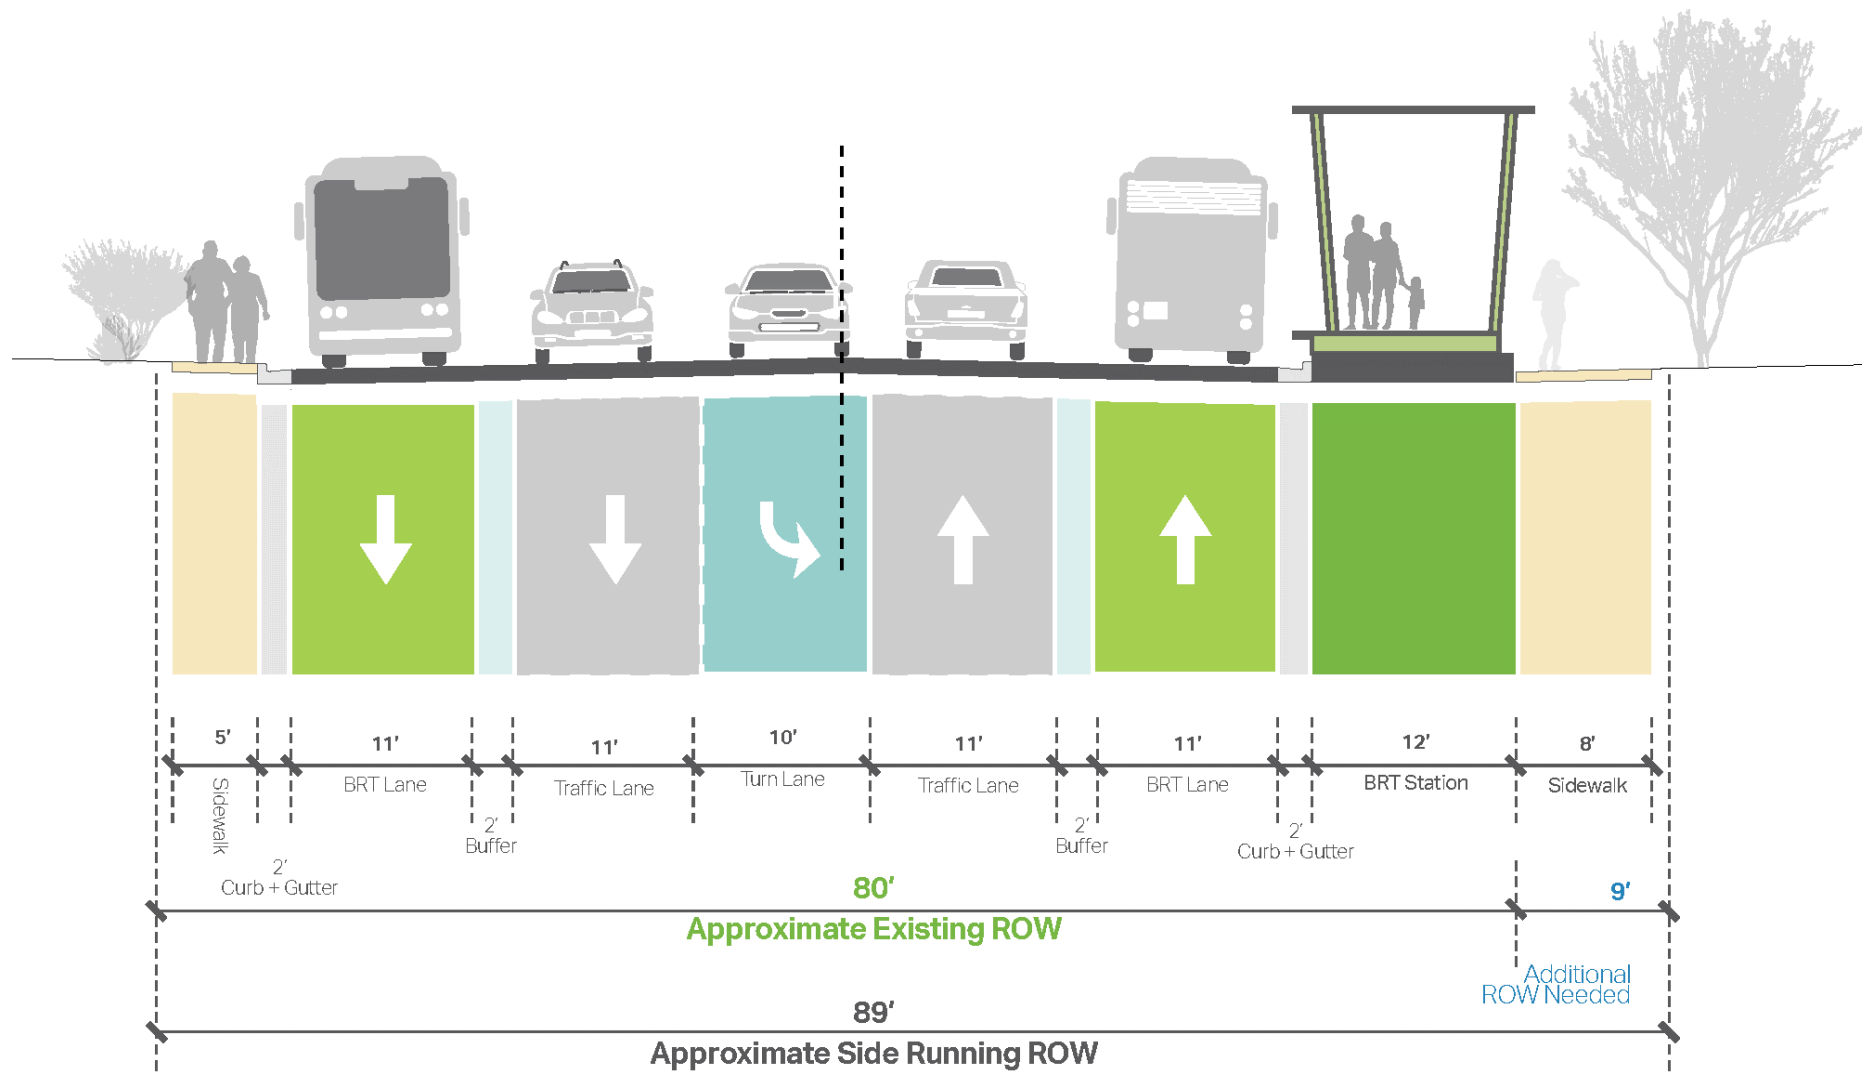 5’
11’
11’
10’
11’
11’
12’
8’
Sidewalk
BRT Lane
Traffic Lane
Turn Lane
Traffic Lane
BRT Lane
BRT Station
Sidewalk
2’
Buffer
2’
Buffer
2’
Curb + Gutter
2’
Curb + Gutter
80’
9’
Approximate Existing ROW
Additional
ROW Needed
89’
Approximate Side Running ROW